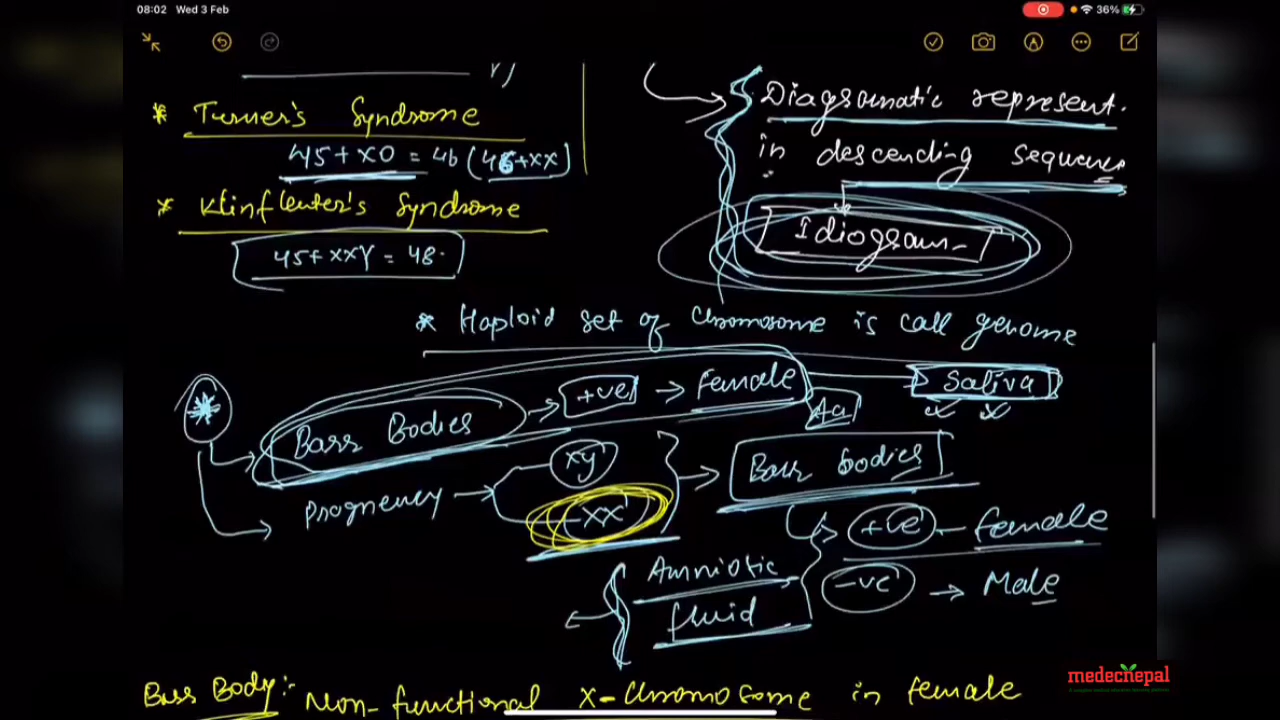 08:02 Wed 3 Feb
36%
* Turner's Syndrome
45+XO = 46 (45+XX)
* Klinfleuter's Syndrome
45+XXY = 48.
Diagramatic represent.
in descending sequence
Idiogram
* Haploid set of chromosome is call genome
Barr Bodies → +ve → Female
Saliva
Pragnency
xy
xx
Barr bodies
+ve - Female
-ve → Male
Amniotic
fluid
Barr Body:- Non-functional X-Chromosome in female
medecnepal